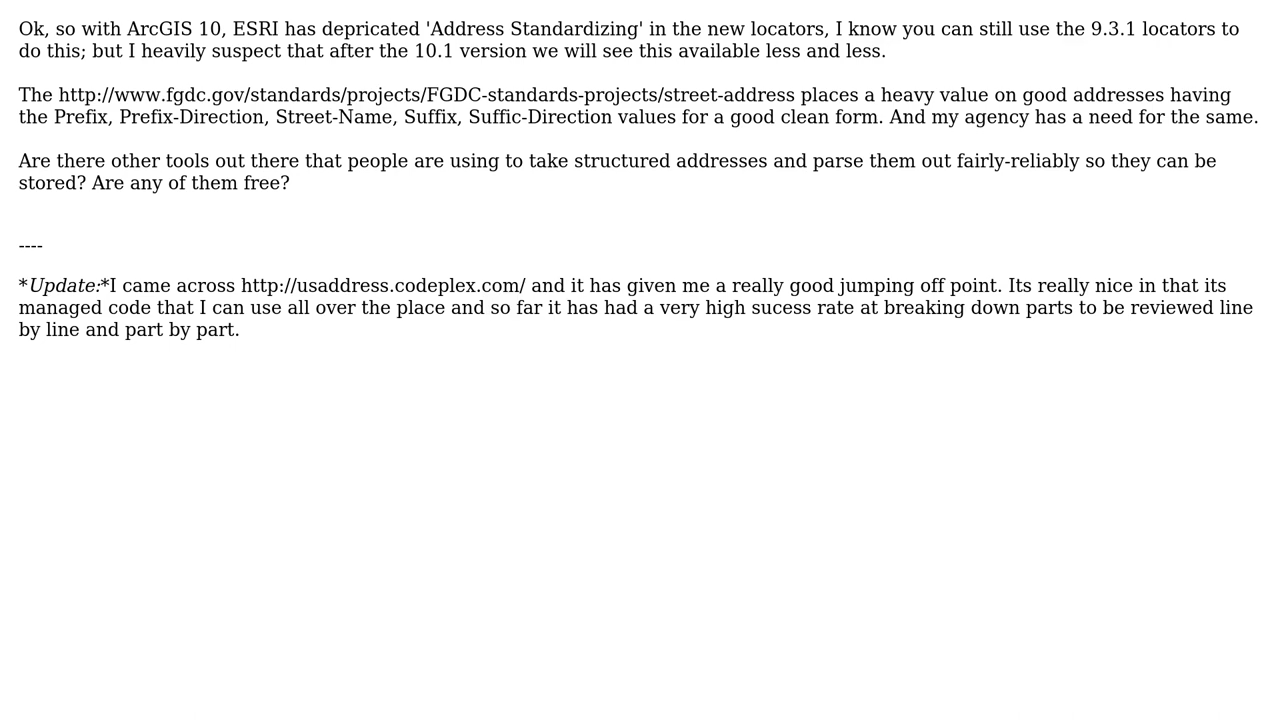 Ok, so with ArcGIS 10, ESRI has depricated 'Address Standardizing' in the new locators, I know you can still use the 9.3.1 locators to
do this; but I heavily suspect that after the 10.1 version we will see this available less and less.
The http://www.fgdc.gov/standards/projects/FGDC-standards-projects/street-address places a heavy value on good addresses having
the Prefix, Prefix-Direction, Street-Name, Suffix, Suffic-Direction values for a good clean form. And my agency has a need for the same.
Are there other tools out there that people are using to take structured addresses and parse them out fairly-reliably so they can be
stored? Are any of them free?
----
*Update:*I came across http://usaddress.codeplex.com/ and it has given me a really good jumping off point. Its really nice in that its
managed code that I can use all over the place and so far it has had a very high sucess rate at breaking down parts to be reviewed line
by line and part by part.